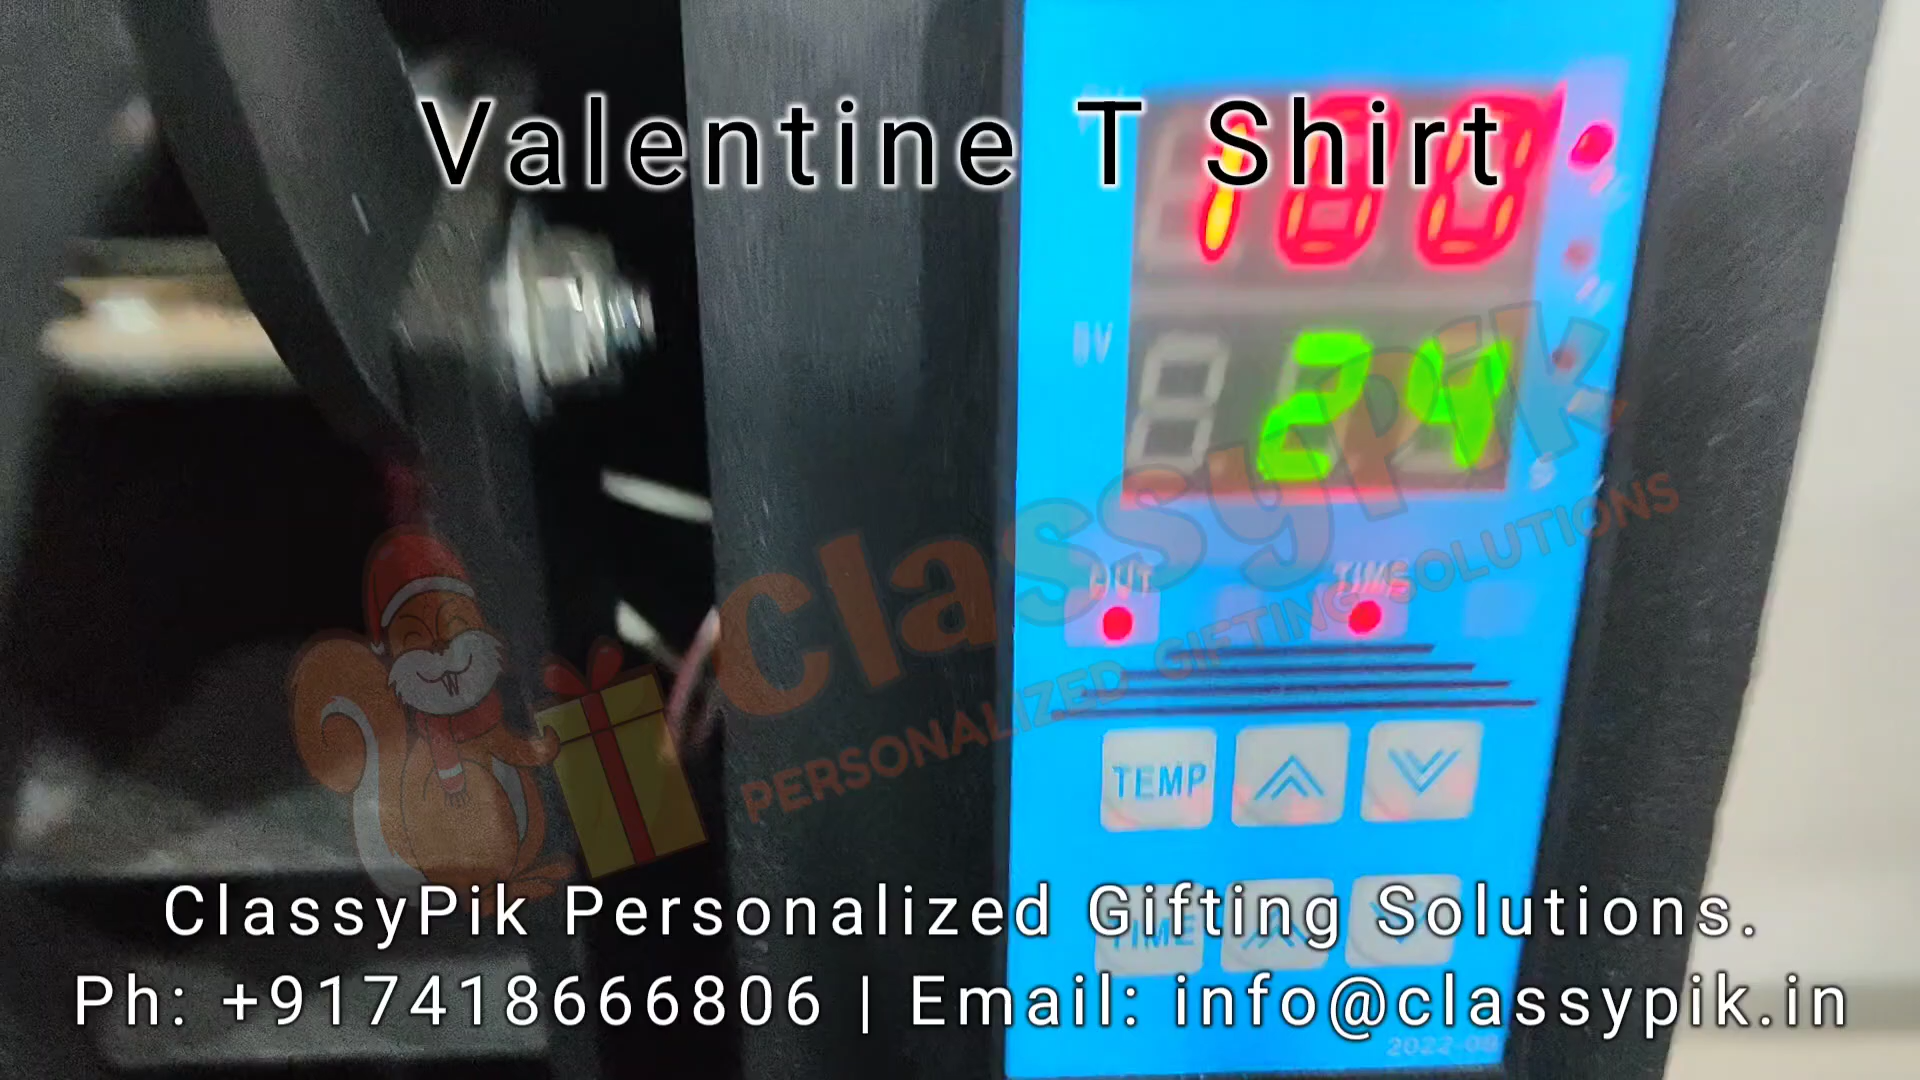 Valentine T Shirt
180
24
OUT TIME
ClassyPik
PERSONALIZED GIFTING SOLUTIONS
TEMP
TIME
ClassyPik Personalized Gifting Solutions.
Ph: +917418666806 | Email: info@classypik.in